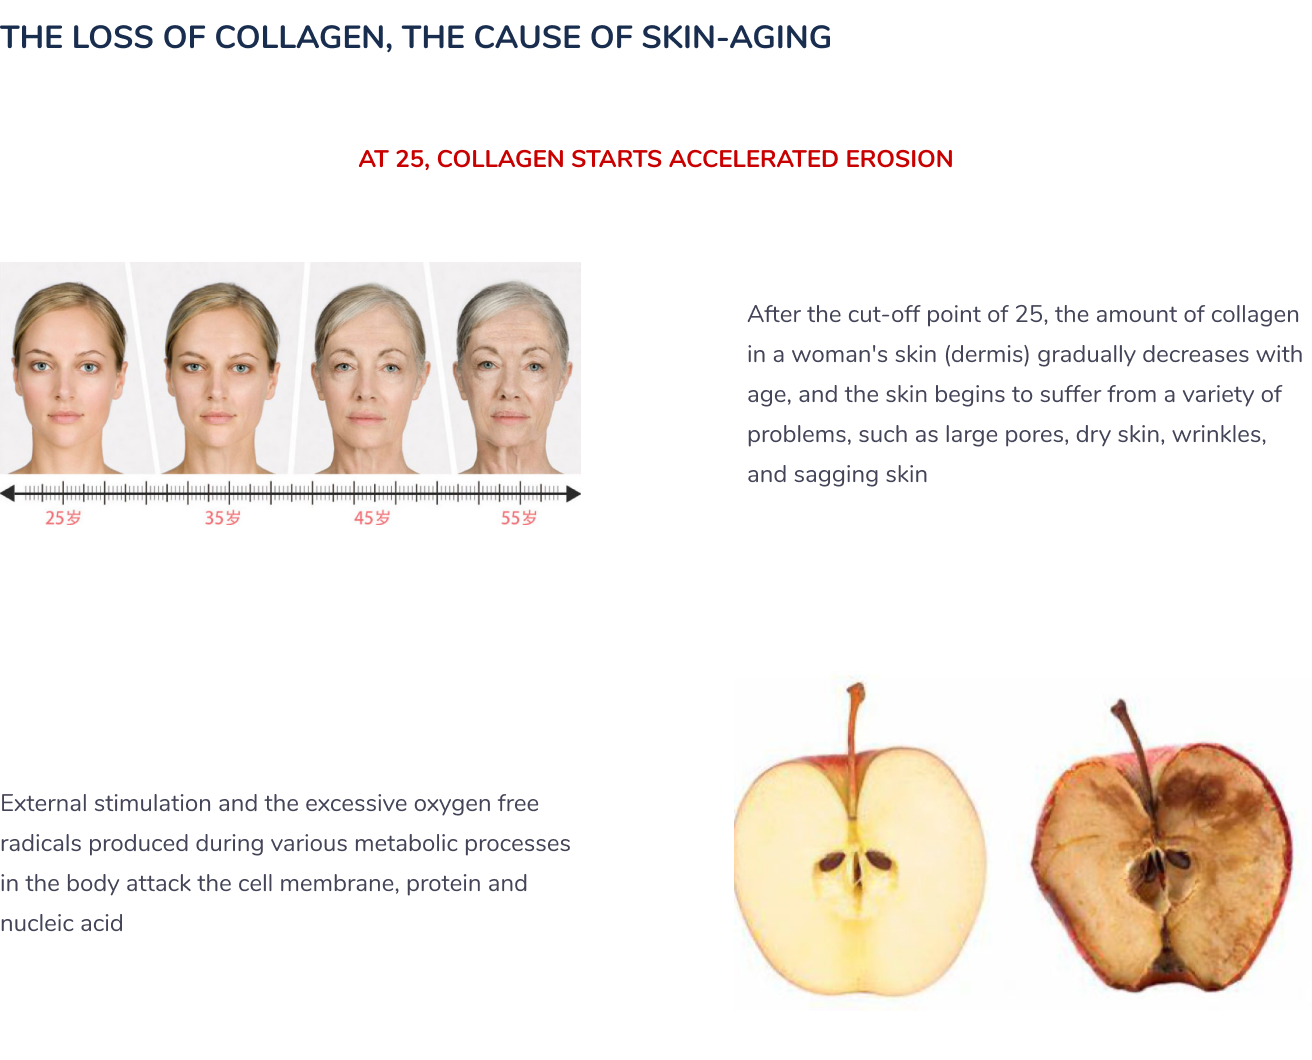 THE LOSS OF COLLAGEN, THE CAUSE OF SKIN-AGING
AT 25, COLLAGEN STARTS ACCELERATED EROSION
25岁
35岁
45岁
55岁
After the cut-off point of 25, the amount of collagen
in a woman's skin (dermis) gradually decreases with
age, and the skin begins to suffer from a variety of
problems, such as large pores, dry skin, wrinkles,
and sagging skin
External stimulation and the excessive oxygen free
radicals produced during various metabolic processes
in the body attack the cell membrane, protein and
nucleic acid